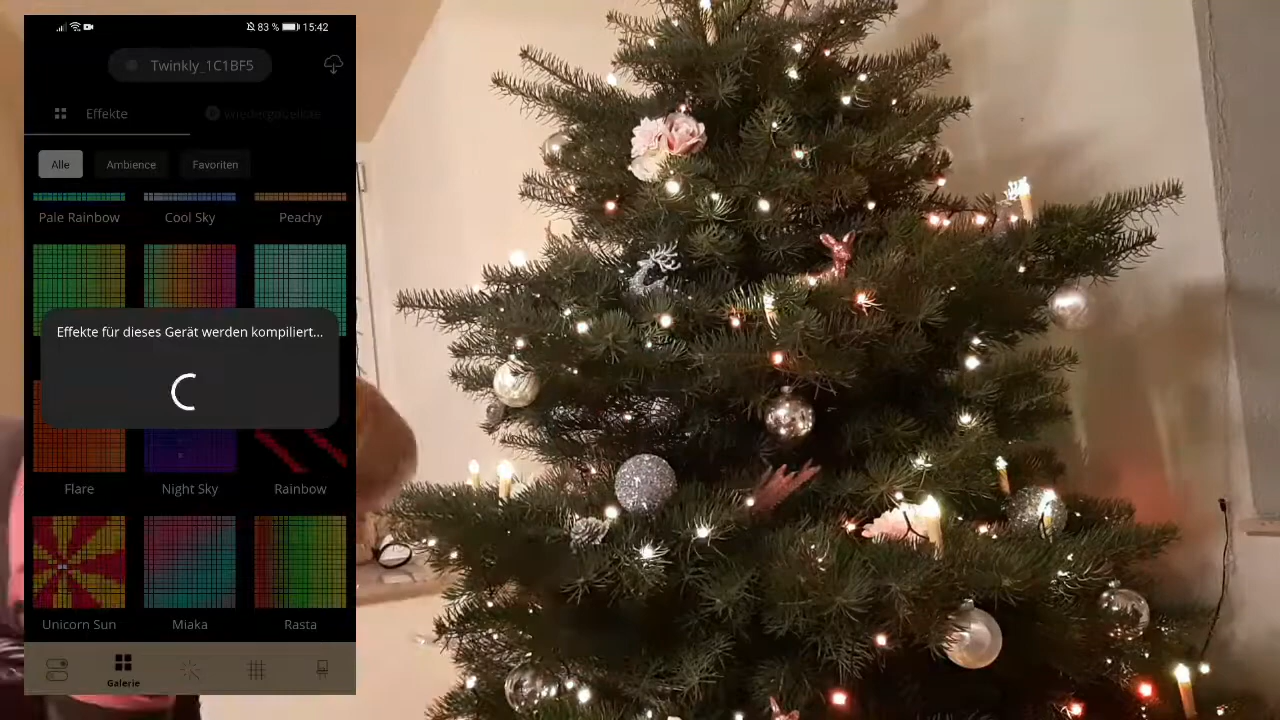 83 % 15:42
Twinkly_1C1BF5
Effekte
Wiedergabeliste
Alle Ambience Favoriten
Pale Rainbow Cool Sky Peachy
Effekte für dieses Gerät werden kompiliert...
Flare Night Sky Rainbow
Unicorn Sun Miaka Rasta
Galerie